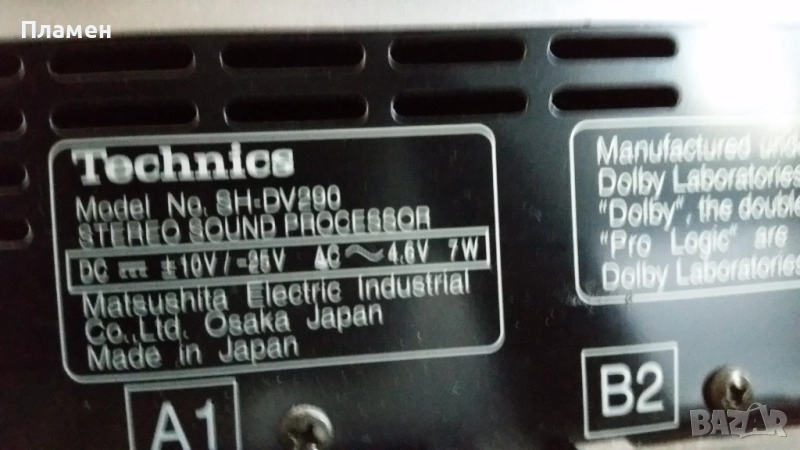 Пламен
Technics
Model No. SH-DV290
STEREO SOUND PROCESSOR
DC ⎓ ±10V/-25V AC ~ 4.6V 7W
Matsushita Electric Industrial
Co.,Ltd. Osaka Japan
Made in Japan
Manufactured und
Dolby Laboratories
"Dolby", the double
"Pro Logic" are
Dolby Laboratories
A1
B2
BAZAR